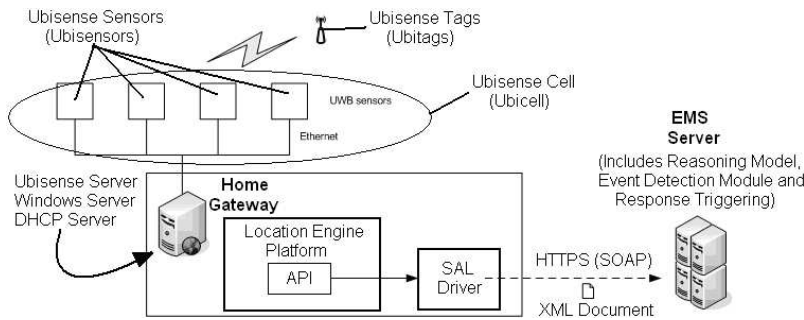 Ubisense Sensors
(Ubisensors)
Ubisense Tags
(Ubitags)
UWB sensors
Ethernet
Ubisense Cell
(Ubicell)
EMS
Server
(Includes Reasoning Model,
Event Detection Module and
Response Triggering)
Ubisense Server
Windows Server
DHCP Server
Home
Gateway
Location Engine
Platform
API
SAL
Driver
HTTPS (SOAP)
XML Document